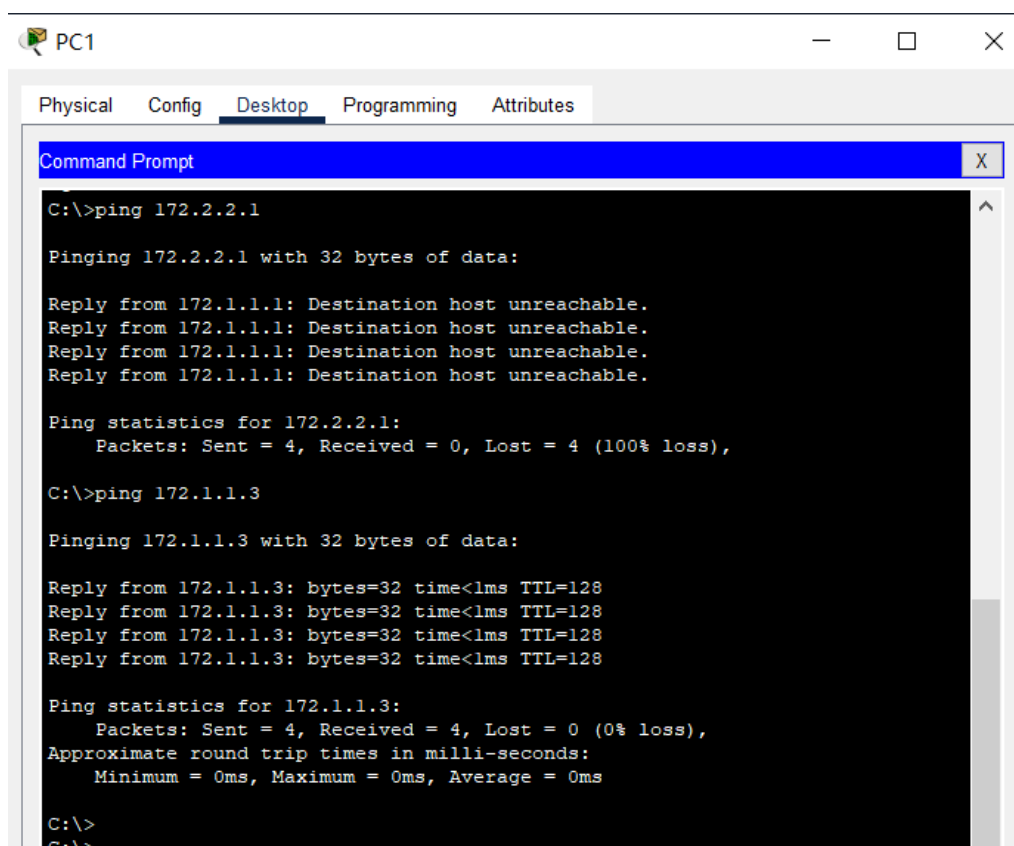 PC1
Physical Config Desktop Programming Attributes
Command Prompt X
C:\>ping 172.2.2.1
Pinging 172.2.2.1 with 32 bytes of data:
Reply from 172.1.1.1: Destination host unreachable.
Reply from 172.1.1.1: Destination host unreachable.
Reply from 172.1.1.1: Destination host unreachable.
Reply from 172.1.1.1: Destination host unreachable.
Ping statistics for 172.2.2.1:
Packets: Sent = 4, Received = 0, Lost = 4 (100% loss),
C:\>ping 172.1.1.3
Pinging 172.1.1.3 with 32 bytes of data:
Reply from 172.1.1.3: bytes=32 time<1ms TTL=128
Reply from 172.1.1.3: bytes=32 time<1ms TTL=128
Reply from 172.1.1.3: bytes=32 time<1ms TTL=128
Reply from 172.1.1.3: bytes=32 time<1ms TTL=128
Ping statistics for 172.1.1.3:
Packets: Sent = 4, Received = 4, Lost = 0 (0% loss),
Approximate round trip times in milli-seconds:
Minimum = 0ms, Maximum = 0ms, Average = 0ms
C:\>
C:\>